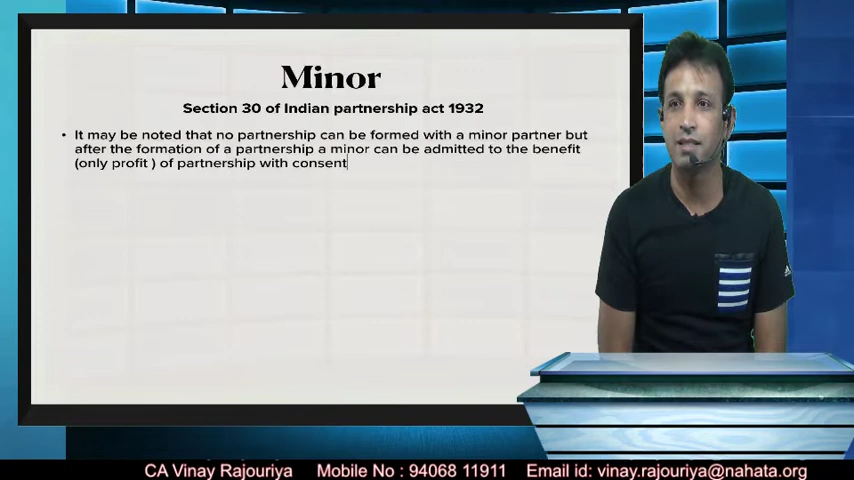 Minor
Section 30 of Indian partnership act 1932
• It may be noted that no partnership can be formed with a minor partner but
after the formation of a partnership a minor can be admitted to the benefit
(only profit ) of partnership with consent
CA Vinay Rajouriya Mobile No : 94068 11911 Email id: vinay.rajouriya@nahata.org